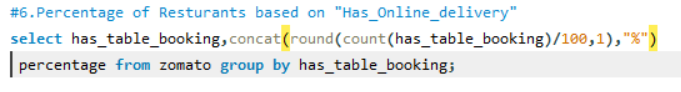 #6.Percentage of Resturants based on "Has_Online_delivery"
select has_table_booking,concat(round(count(has_table_booking)/100,1),"%")
percentage from zomato group by has_table_booking;